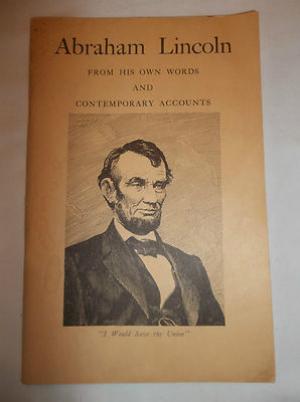 Abraham Lincoln
FROM HIS OWN WORDS
AND
CONTEMPORARY ACCOUNTS
"I Would Save the Union"